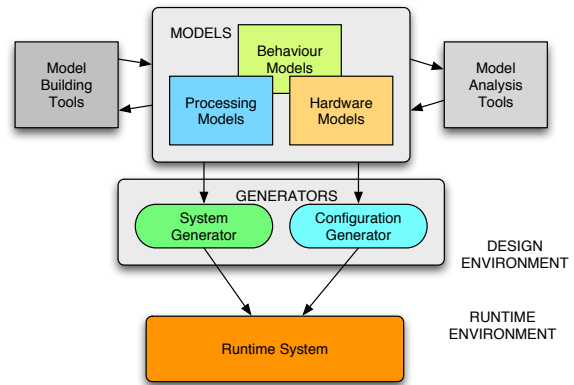 MODELS
Behaviour
Models
Model
Building
Tools
Processing
Models
Hardware
Models
Model
Analysis
Tools
GENERATORS
System
Generator
Configuration
Generator
DESIGN
ENVIRONMENT
RUNTIME
ENVIRONMENT
Runtime System